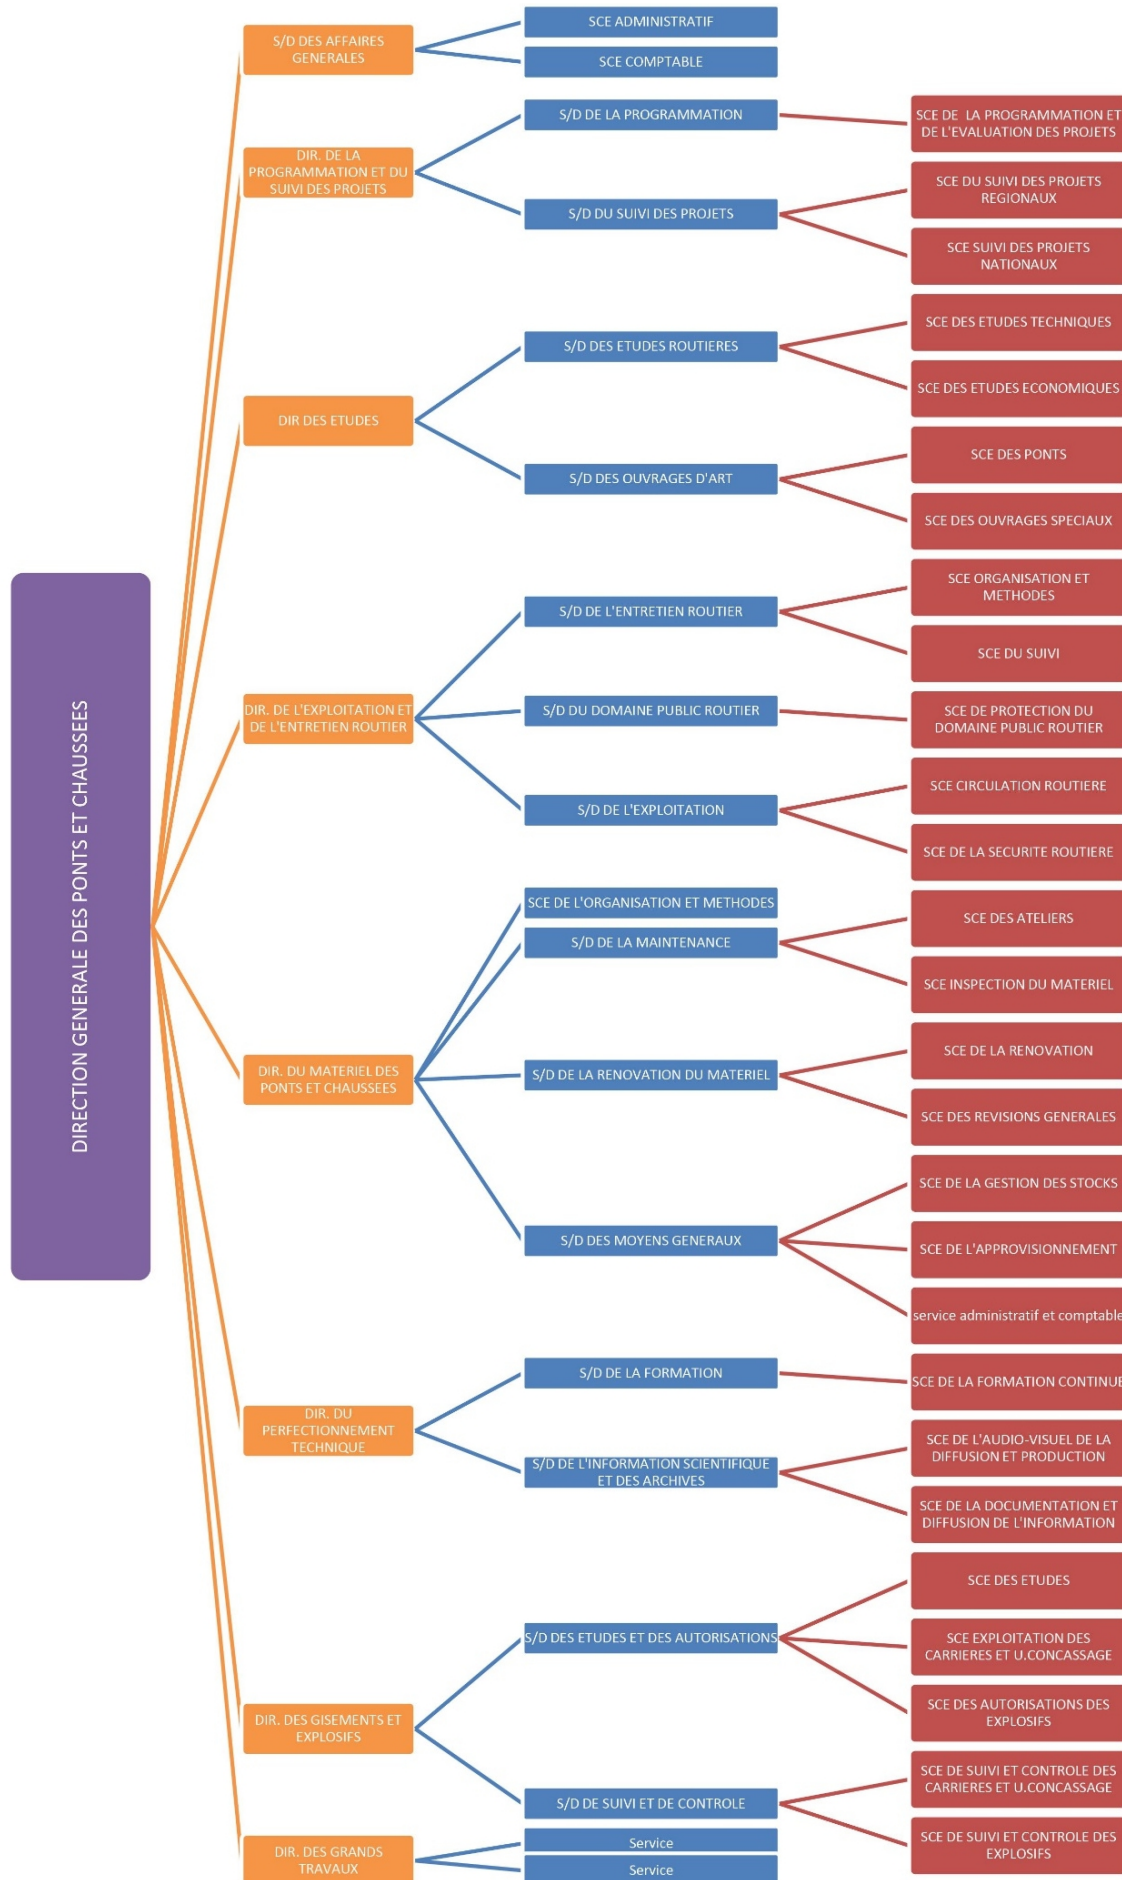 DIRECTION GENERALE DES PONTS ET CHAUSSEES
S/D DES AFFAIRES
GENERALES
SCE ADMINISTRATIF
SCE COMPTABLE
DIR. DE LA
PROGRAMMATION ET DU
SUIVI DES PROJETS
S/D DE LA PROGRAMMATION
SCE DE LA PROGRAMMATION ET
DE L'EVALUATION DES PROJETS
S/D DU SUIVI DES PROJETS
SCE DU SUIVI DES PROJETS
REGIONAUX
SCE SUIVI DES PROJETS
NATIONAUX
DIR DES ETUDES
S/D DES ETUDES ROUTIERES
SCE DES ETUDES TECHNIQUES
SCE DES ETUDES ECONOMIQUES
S/D DES OUVRAGES D'ART
SCE DES PONTS
SCE DES OUVRAGES SPECIAUX
DIR. DE L'EXPLOITATION ET
DE L'ENTRETIEN ROUTIER
S/D DE L'ENTRETIEN ROUTIER
SCE ORGANISATION ET
METHODES
SCE DU SUIVI
S/D DU DOMAINE PUBLIC ROUTIER
SCE DE PROTECTION DU
DOMAINE PUBLIC ROUTIER
S/D DE L'EXPLOITATION
SCE CIRCULATION ROUTIERE
SCE DE LA SECURITE ROUTIERE
DIR. DU MATERIEL DES
PONTS ET CHAUSSEES
SCE DE L'ORGANISATION ET METHODES
S/D DE LA MAINTENANCE
SCE DES ATELIERS
SCE INSPECTION DU MATERIEL
S/D DE LA RENOVATION DU MATERIEL
SCE DE LA RENOVATION
SCE DES REVISIONS GENERALES
S/D DES MOYENS GENERAUX
SCE DE LA GESTION DES STOCKS
SCE DE L'APPROVISIONNEMENT
service administratif et comptable
DIR. DU
PERFECTIONNEMENT
TECHNIQUE
S/D DE LA FORMATION
SCE DE LA FORMATION CONTINUE
S/D DE L'INFORMATION SCIENTIFIQUE
ET DES ARCHIVES
SCE DE L'AUDIO-VISUEL DE LA
DIFFUSION ET PRODUCTION
SCE DE LA DOCUMENTATION ET
DIFFUSION DE L'INFORMATION
DIR. DES GISEMENTS ET
EXPLOSIFS
S/D DES ETUDES ET DES AUTORISATIONS
SCE DES ETUDES
SCE EXPLOITATION DES
CARRIERES ET U.CONCASSAGE
SCE DES AUTORISATIONS DES
EXPLOSIFS
S/D DE SUIVI ET DE CONTROLE
SCE DE SUIVI ET CONTROLE DES
CARRIERES ET U.CONCASSAGE
SCE DE SUIVI ET CONTROLE DES
EXPLOSIFS
DIR. DES GRANDS
TRAVAUX
Service
Service